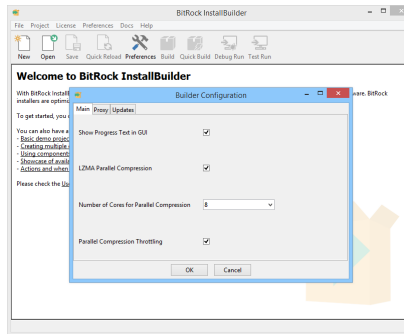 BitRock InstallBuilder
File Project License Preferences Docs Help
New Open Save Quick Reload Preferences Build Quick Build Debug Run Test Run
Welcome to BitRock InstallBuilder
With BitRock Install
ware. BitRock
installers are optimi
To get started, you
You can also have a
- Basic demo projec
- Creating multiple
- Using component
- Showcase of availa
- Actions and when
Please check the Us
Builder Configuration
Main Proxy Updates
Show Progress Text in GUI
LZMA Parallel Compression
Number of Cores for Parallel Compression 8
Parallel Compression Throttling
OK Cancel